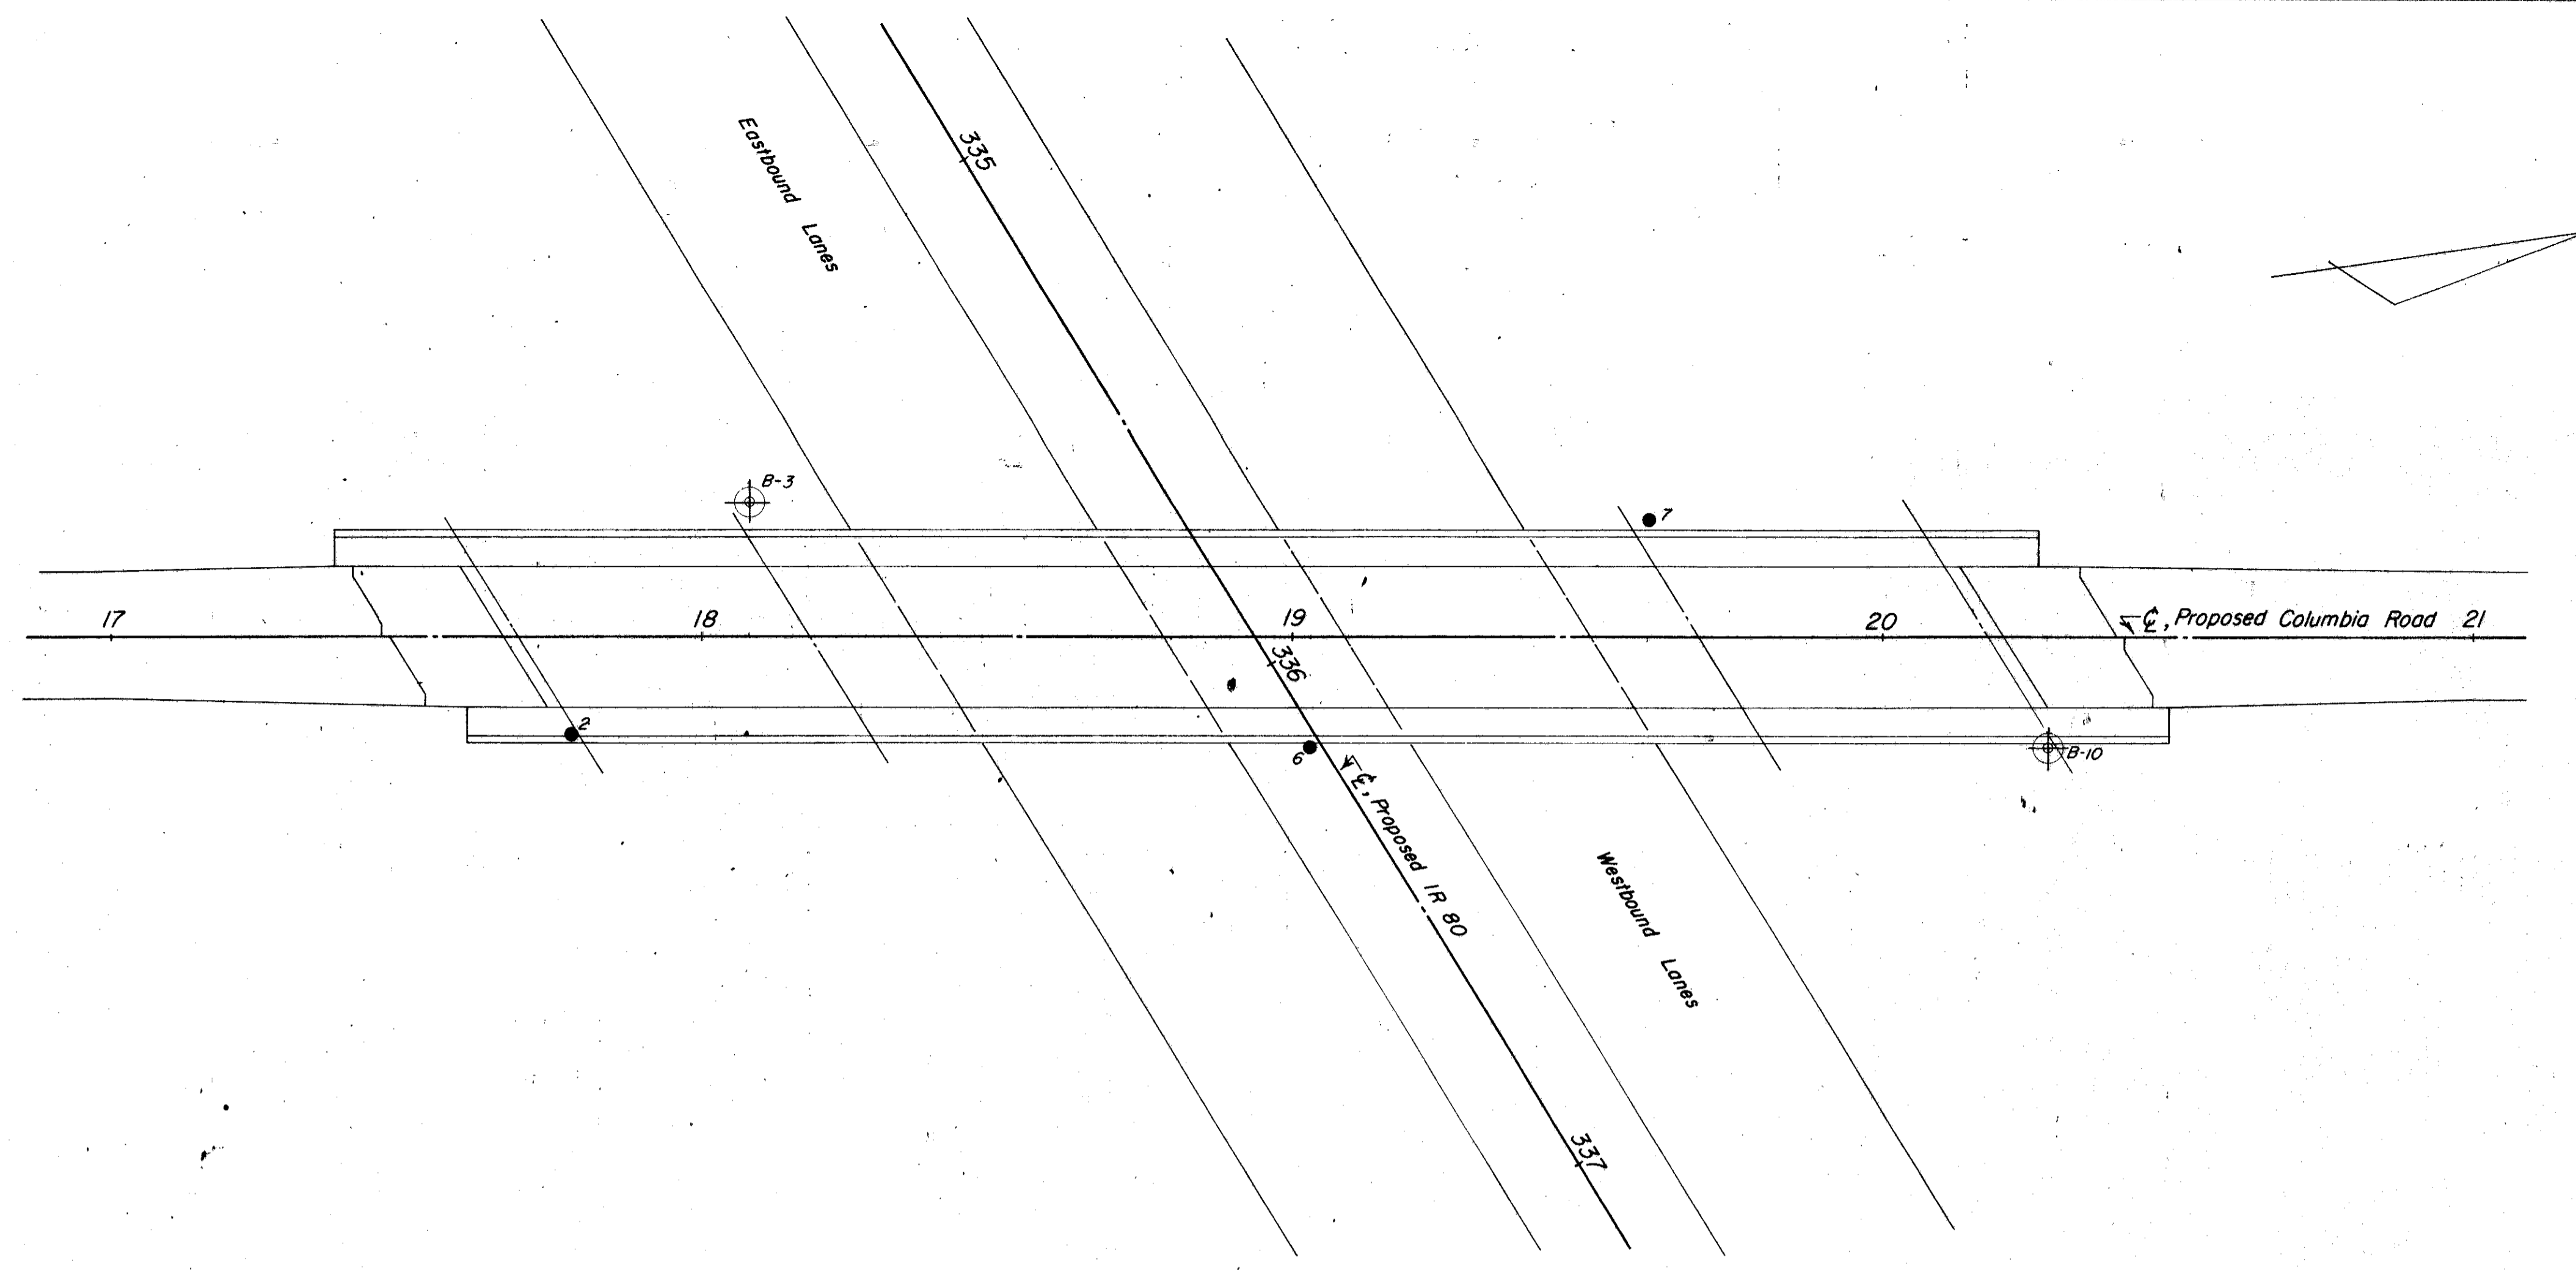 335
Eastbound Lanes
B-3
7
17
18
19
20
℄, Proposed Columbia Road
21
336
2
6
B-10
℄, Proposed IR 80
Westbound Lanes
337